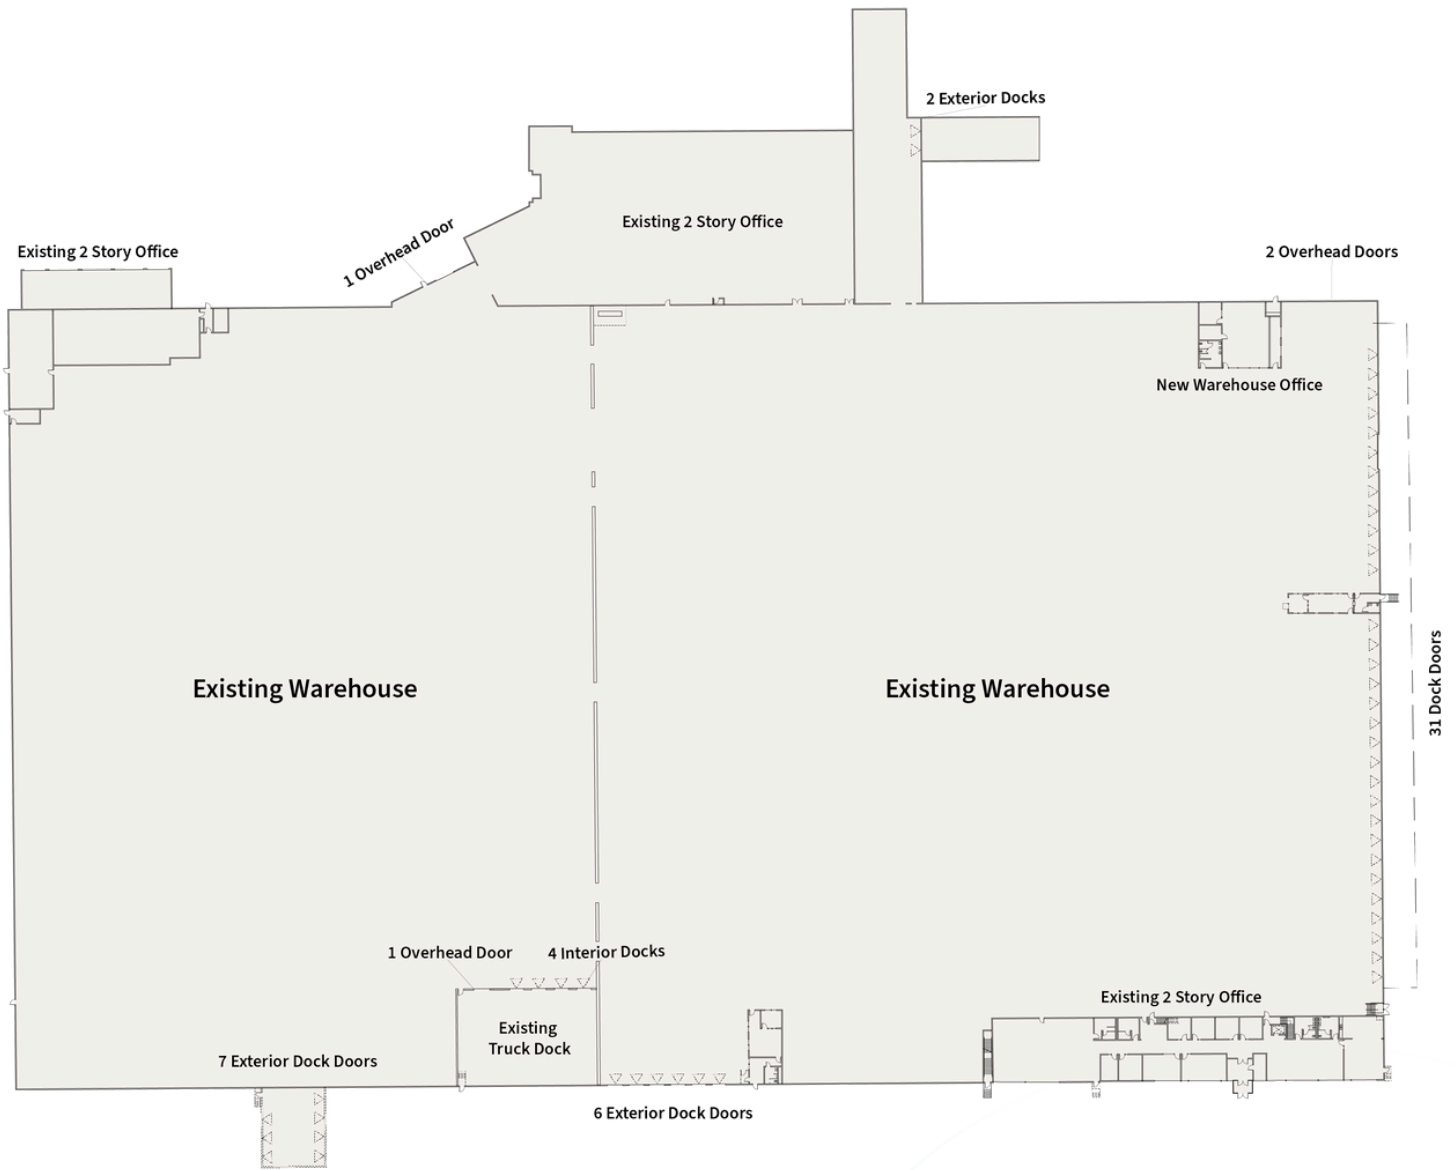 2 Exterior Docks
Existing 2 Story Office
1 Overhead Door
Existing 2 Story Office
2 Overhead Doors
New Warehouse Office
Existing Warehouse
Existing Warehouse
31 Dock Doors
1 Overhead Door
4 Interior Docks
Existing 2 Story Office
Existing
Truck Dock
7 Exterior Dock Doors
6 Exterior Dock Doors